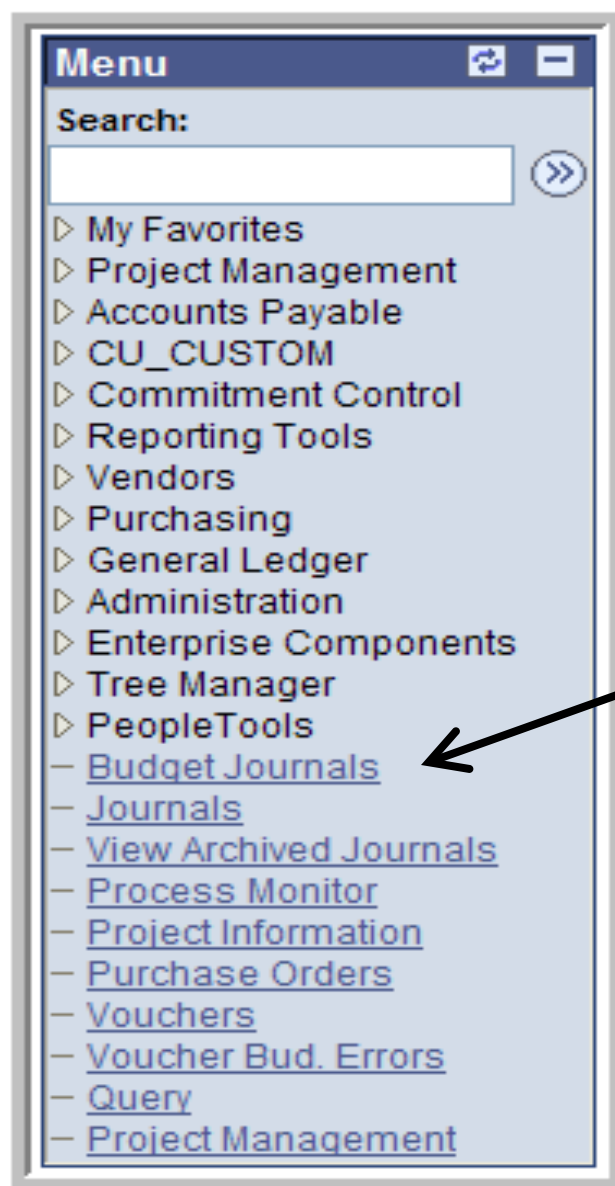 Menu
Search:
My Favorites
Project Management
Accounts Payable
CU_CUSTOM
Commitment Control
Reporting Tools
Vendors
Purchasing
General Ledger
Administration
Enterprise Components
Tree Manager
PeopleTools
Budget Journals
Journals
View Archived Journals
Process Monitor
Project Information
Purchase Orders
Vouchers
Voucher Bud. Errors
Query
Project Management